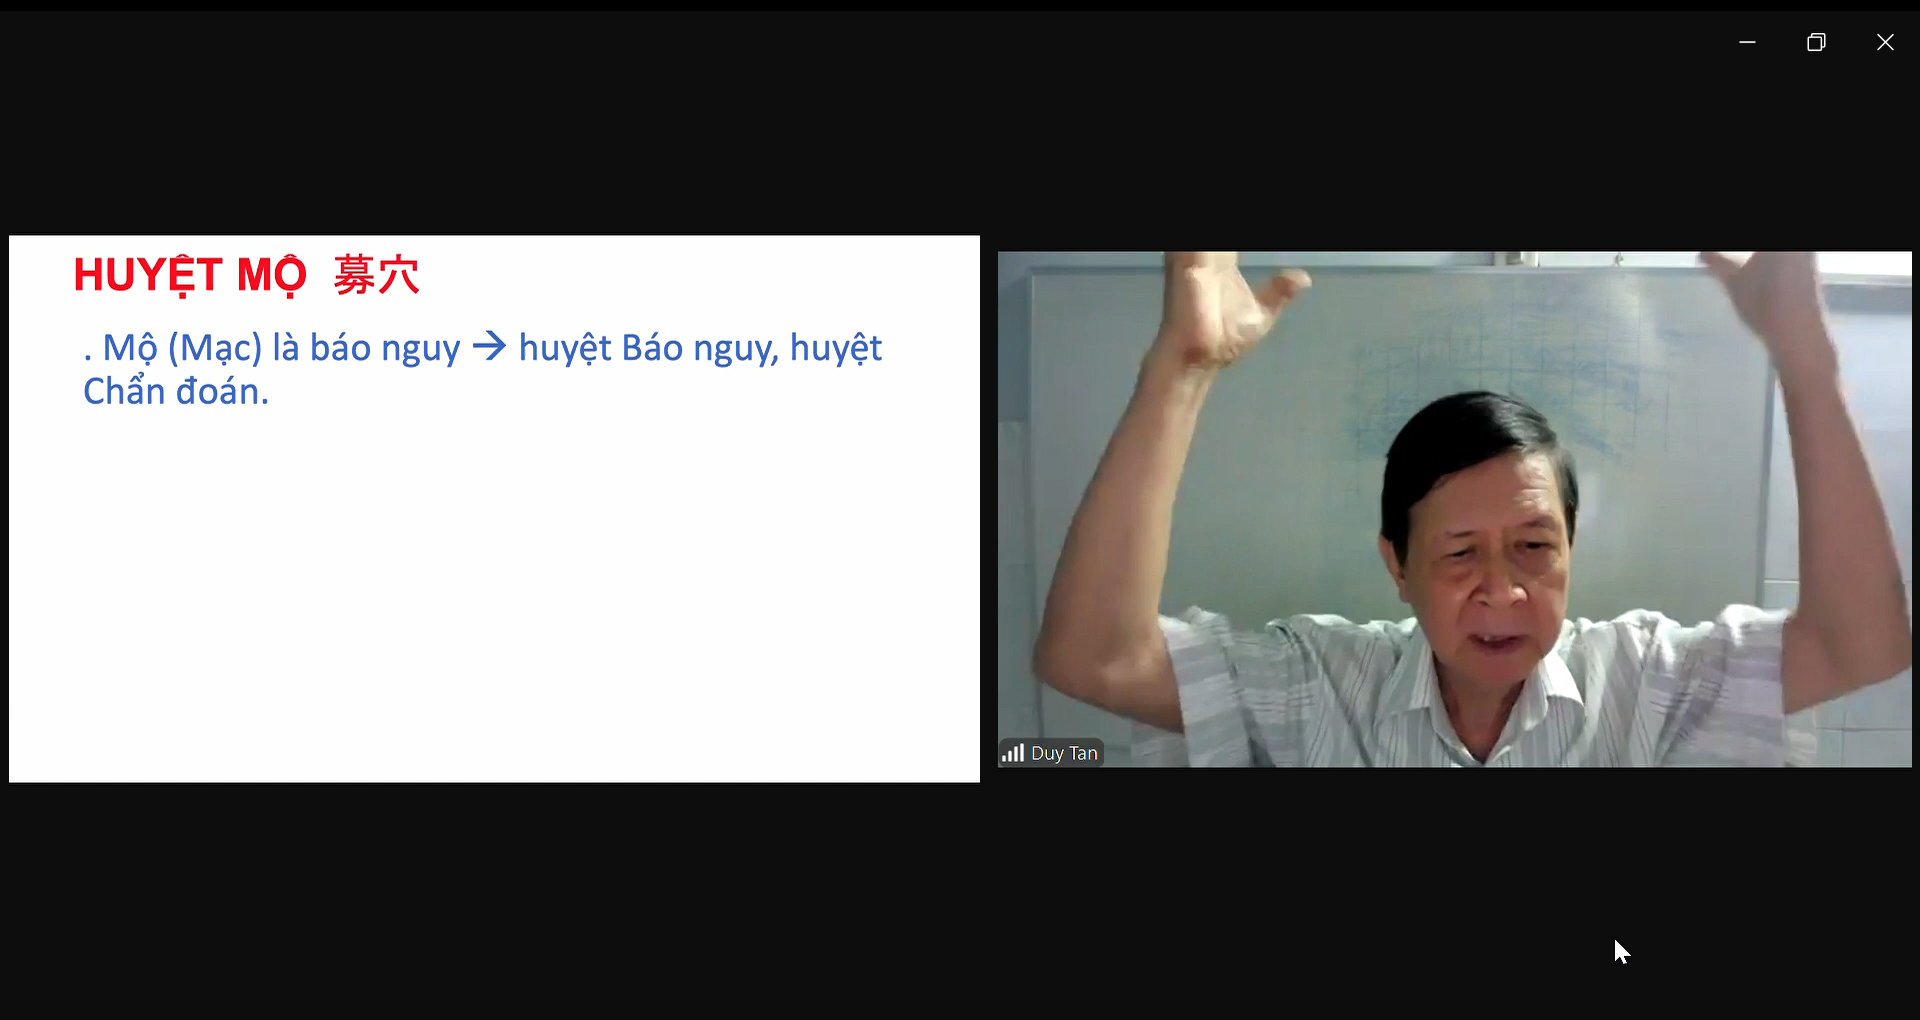 HUYỆT MỘ 募穴
. Mộ (Mạc) là báo nguy → huyệt Báo nguy, huyệt
Chẩn đoán.
Duy Tan